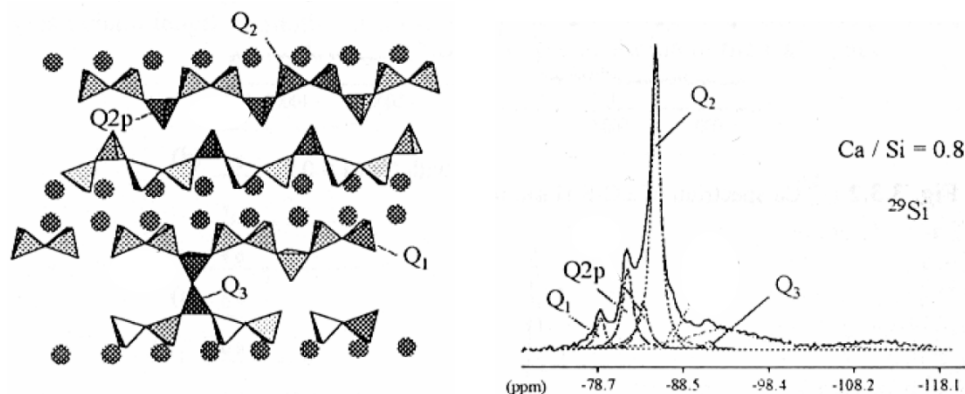 Q₂
Q2p
Q₁
Q₃
Q₂
Ca / Si = 0.8
²⁹Si
Q2p
Q₁
Q₃
(ppm)
-78.7
-88.5
-98.4
-108.2
-118.1